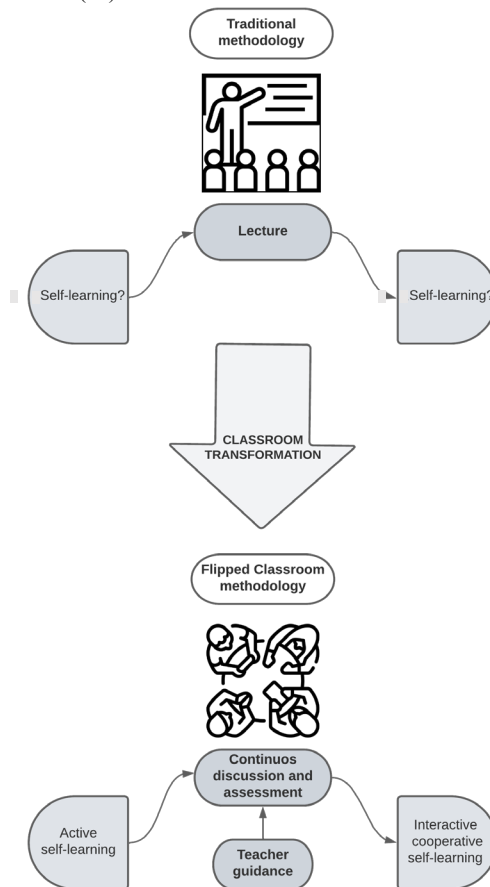 Traditional
methodology
Lecture
Self-learning?
Self-learning?
CLASSROOM
TRANSFORMATION
Flipped Classroom
methodology
Continuos
discussion and
assessment
Active
self-learning
Interactive
cooperative
self-learning
Teacher
guidance